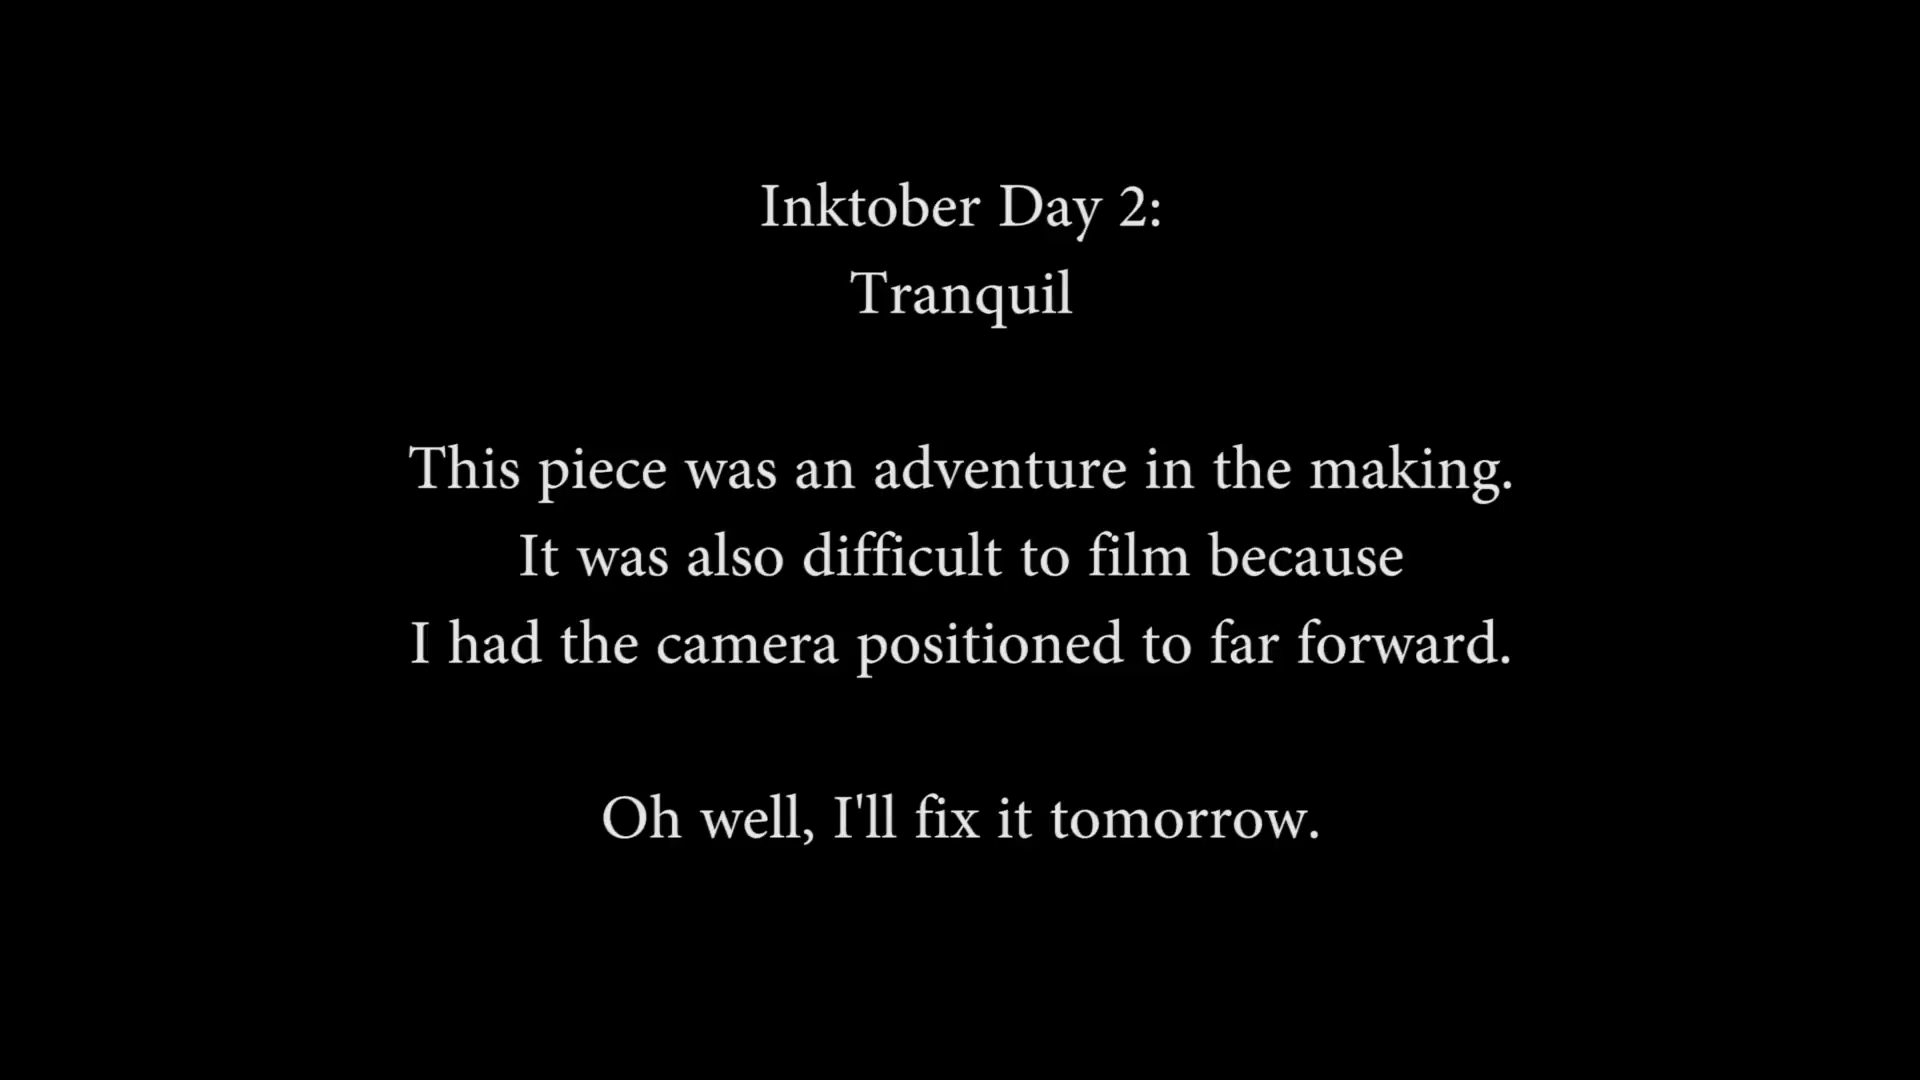 Inktober Day 2:
Tranquil
This piece was an adventure in the making.
It was also difficult to film because
I had the camera positioned to far forward.
Oh well, I'll fix it tomorrow.